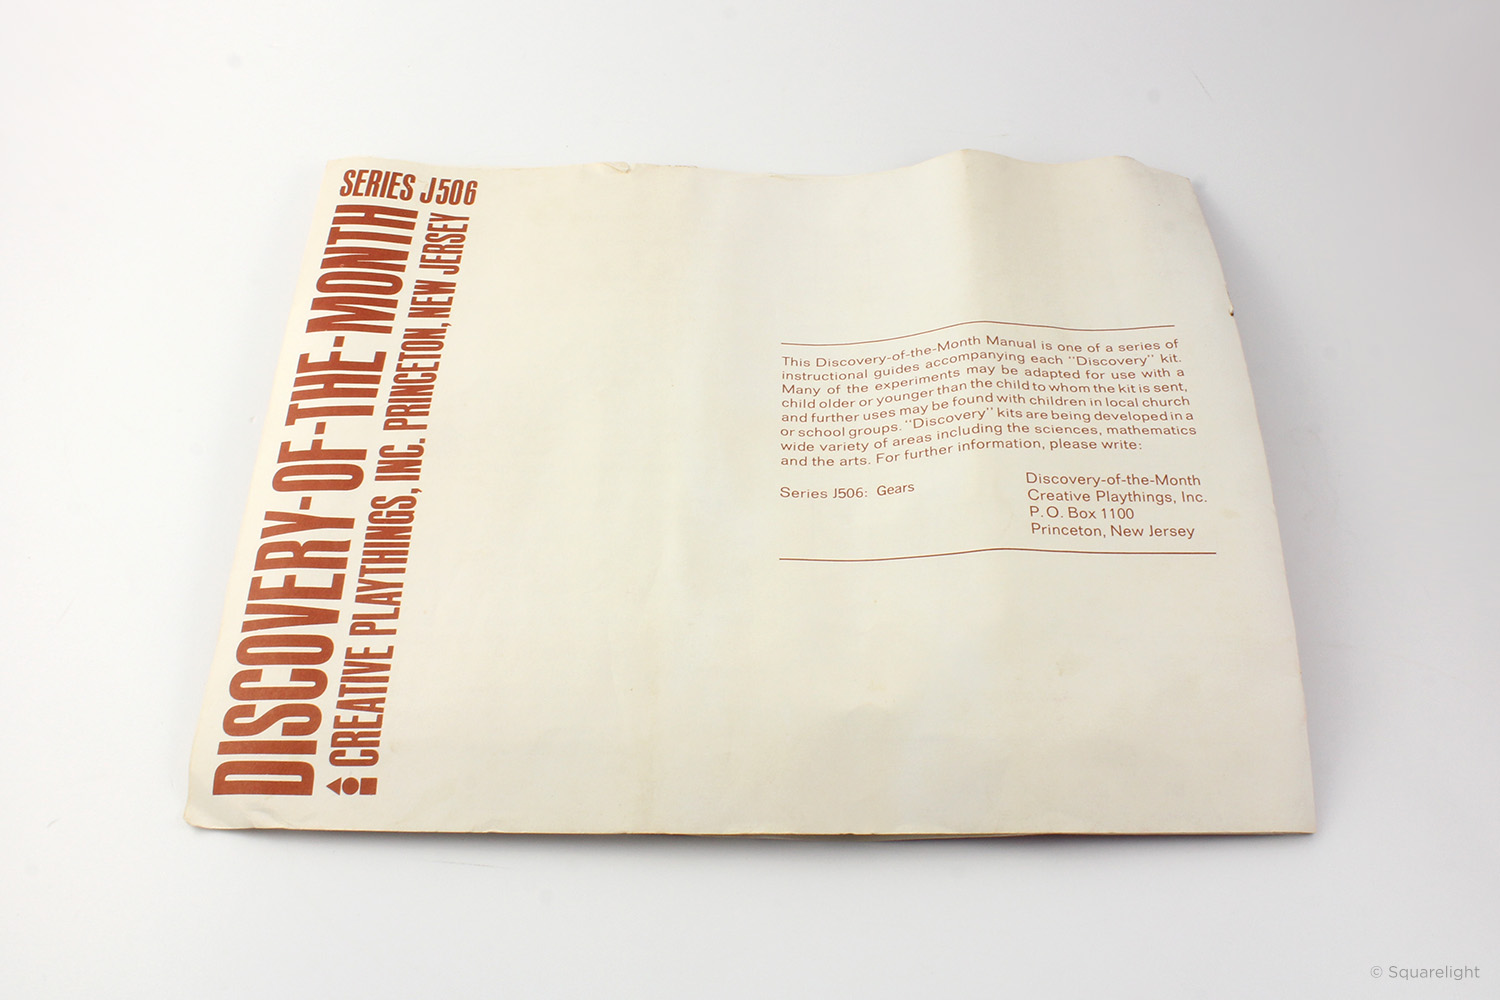 SERIES J506
DISCOVERY-OF-THE-MONTH
CREATIVE PLAYTHINGS, INC. PRINCETON, NEW JERSEY
This Discovery-of-the-Month Manual is one of a series of
instructional guides accompanying each "Discovery" kit.
Many of the experiments may be adapted for use with a
child older or younger than the child to whom the kit is sent,
and further uses may be found with children in local church
or school groups. "Discovery" kits are being developed in a
wide variety of areas including the sciences, mathematics
and the arts. For further information, please write:
Series J506: Gears
Discovery-of-the-Month
Creative Playthings, Inc.
P.O. Box 1100
Princeton, New Jersey
© Squarelight